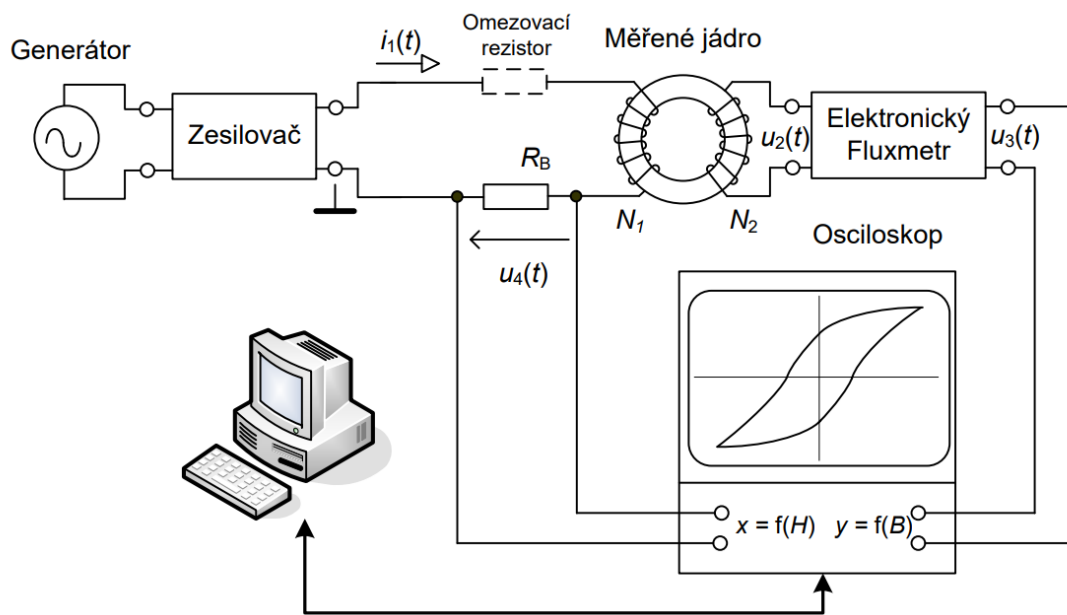 Generátor
Zesilovač
i1(t)
Omezovací
rezistor
Měřené jádro
RB
u4(t)
N1
N2
u2(t)
Elektronický
Fluxmetr
u3(t)
Osciloskop
x = f(H)
y = f(B)